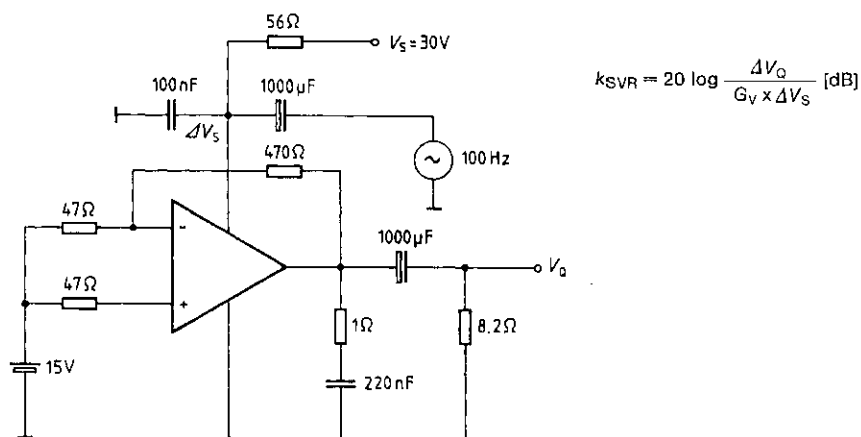 56Ω
V_S = 30V
100nF
1000µF
ΔV_S
k_SVR = 20 log ΔV_Q / (G_V x ΔV_S) [dB]
470Ω
100 Hz
47Ω
-
1000µF
V_Q
47Ω
+
1Ω
8.2Ω
15V
220nF